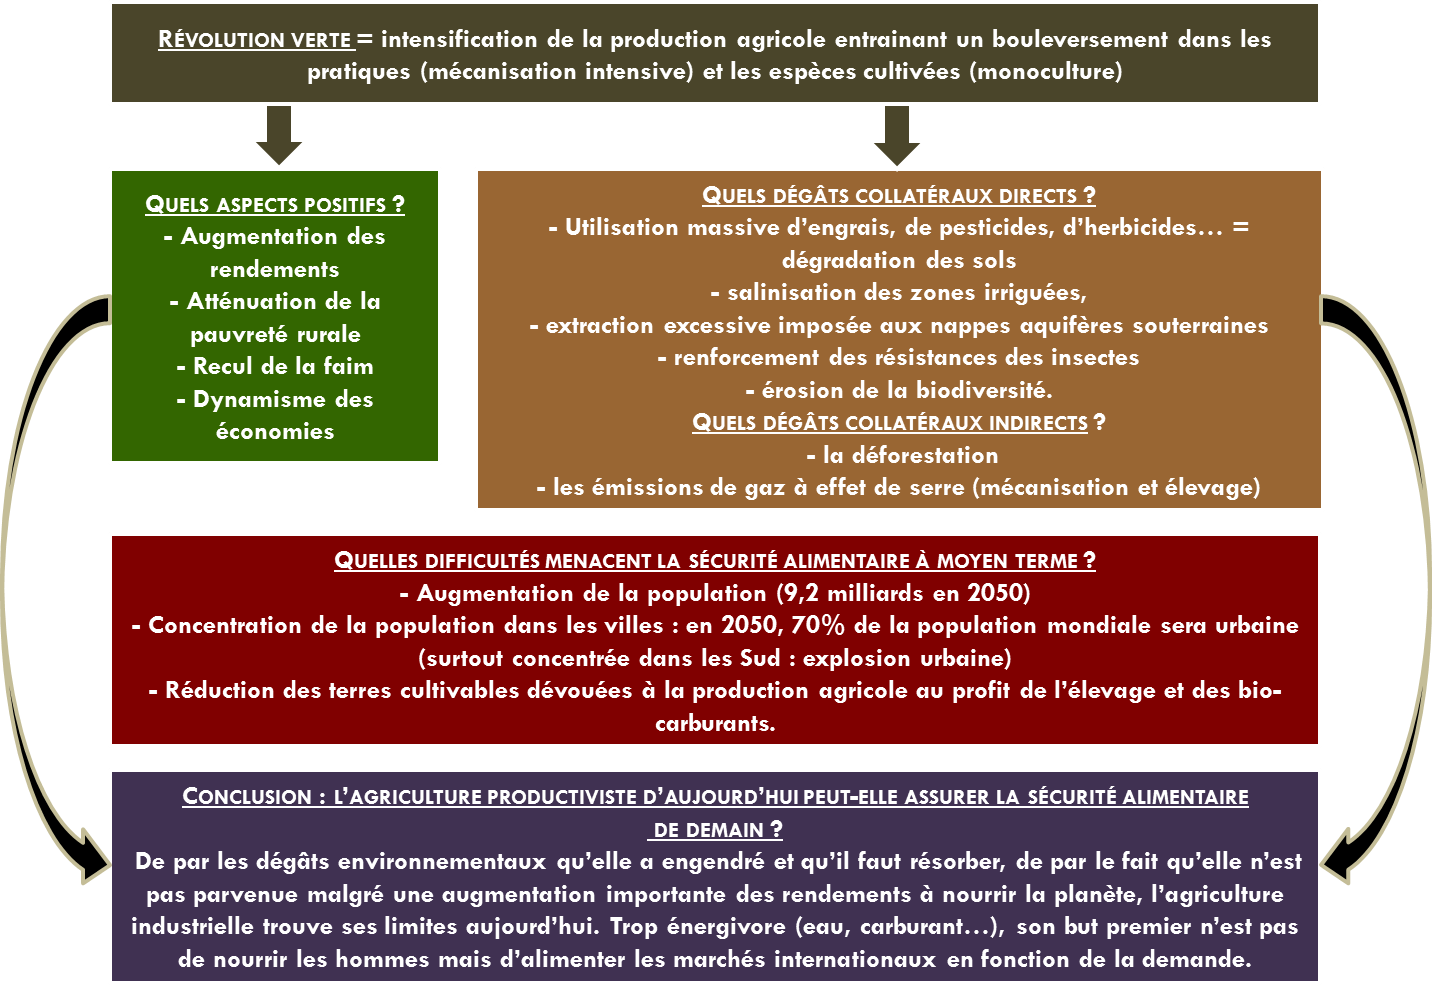 RÉVOLUTION VERTE = intensification de la production agricole entrainant un bouleversement dans les
pratiques (mécanisation intensive) et les espèces cultivées (monoculture)
QUELS ASPECTS POSITIFS ?
- Augmentation des
rendements
- Atténuation de la
pauvreté rurale
- Recul de la faim
- Dynamisme des
économies
QUELS DÉGÂTS COLLATÉRAUX DIRECTS ?
- Utilisation massive d'engrais, de pesticides, d'herbicides… =
dégradation des sols
- salinisation des zones irriguées,
- extraction excessive imposée aux nappes aquifères souterraines
- renforcement des résistances des insectes
- érosion de la biodiversité.
QUELS DÉGÂTS COLLATÉRAUX INDIRECTS ?
- la déforestation
- les émissions de gaz à effet de serre (mécanisation et élevage)
QUELLES DIFFICULTÉS MENACENT LA SÉCURITÉ ALIMENTAIRE À MOYEN TERME ?
- Augmentation de la population (9,2 milliards en 2050)
- Concentration de la population dans les villes : en 2050, 70% de la population mondiale sera urbaine
(surtout concentrée dans les Sud : explosion urbaine)
- Réduction des terres cultivables dévouées à la production agricole au profit de l'élevage et des bio-
carburants.
CONCLUSION : L'AGRICULTURE PRODUCTIVISTE D'AUJOURD'HUI PEUT-ELLE ASSURER LA SÉCURITÉ ALIMENTAIRE
DE DEMAIN ?
De par les dégâts environnementaux qu'elle a engendré et qu'il faut résorber, de par le fait qu'elle n'est
pas parvenue malgré une augmentation importante des rendements à nourrir la planète, l'agriculture
industrielle trouve ses limites aujourd'hui. Trop énergivore (eau, carburant…), son but premier n'est pas
de nourrir les hommes mais d'alimenter les marchés internationaux en fonction de la demande.